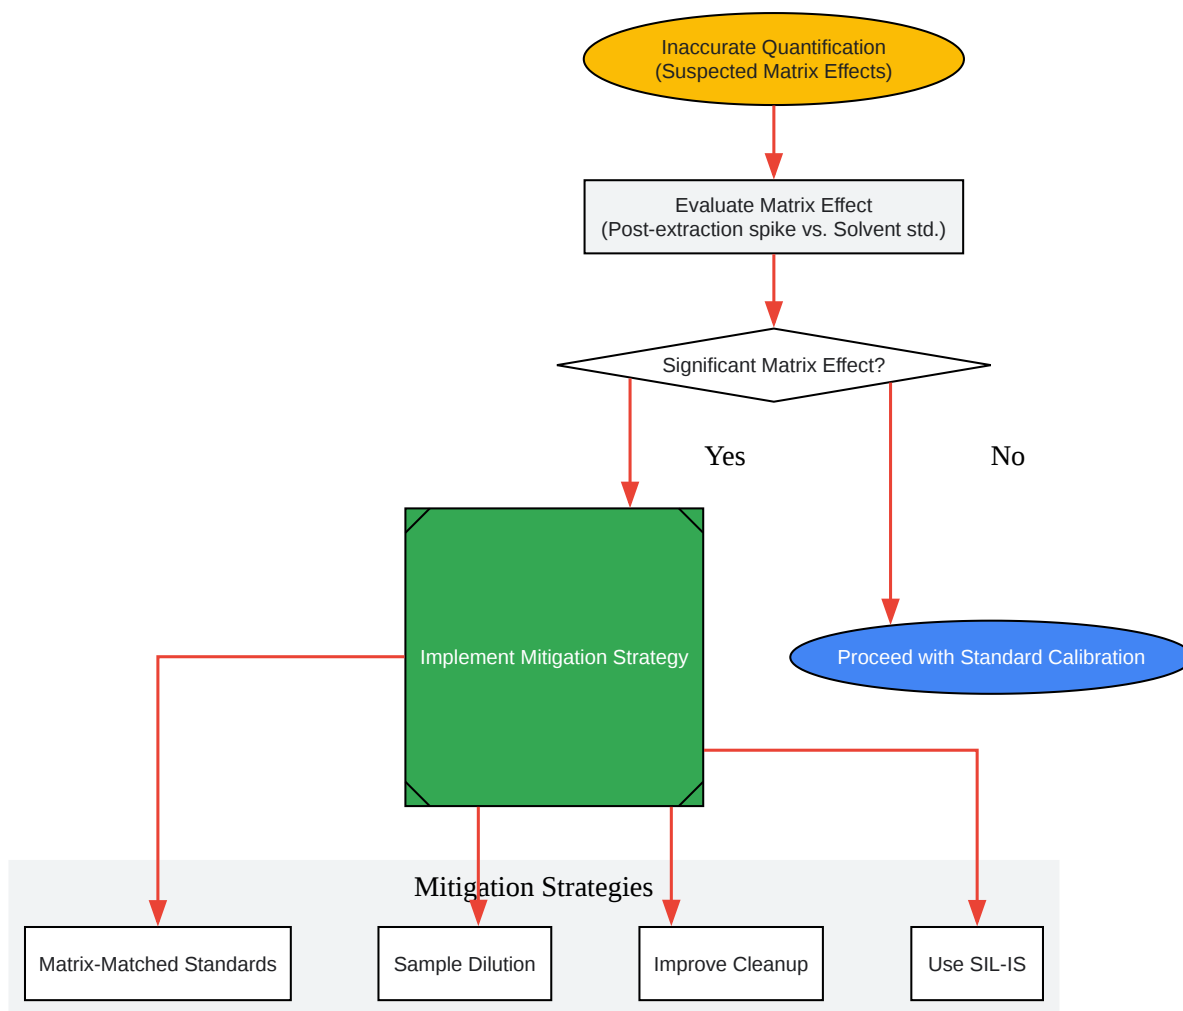 Inaccurate Quantification
(Suspected Matrix Effects)
Evaluate Matrix Effect
(Post-extraction spike vs. Solvent std.)
Significant Matrix Effect?
Yes
No
Implement Mitigation Strategy
Proceed with Standard Calibration
Mitigation Strategies
Matrix-Matched Standards
Sample Dilution
Improve Cleanup
Use SIL-IS